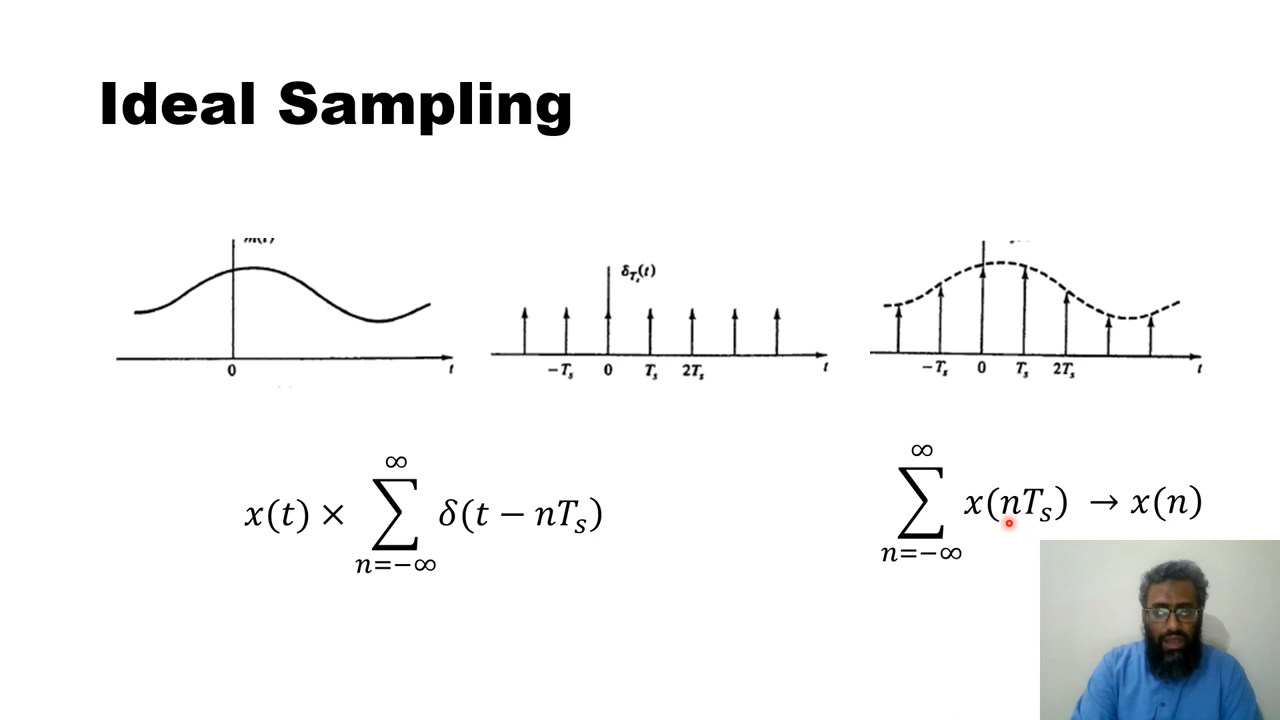 Ideal Sampling
δ_{T_s}(t)
0 t
−T_s 0 T_s 2T_s t
−T_s 0 T_s 2T_s t
x(t) × ∑_{n=−∞}^{∞} δ(t − nT_s)
∑_{n=−∞}^{∞} x(nT_s) → x(n)